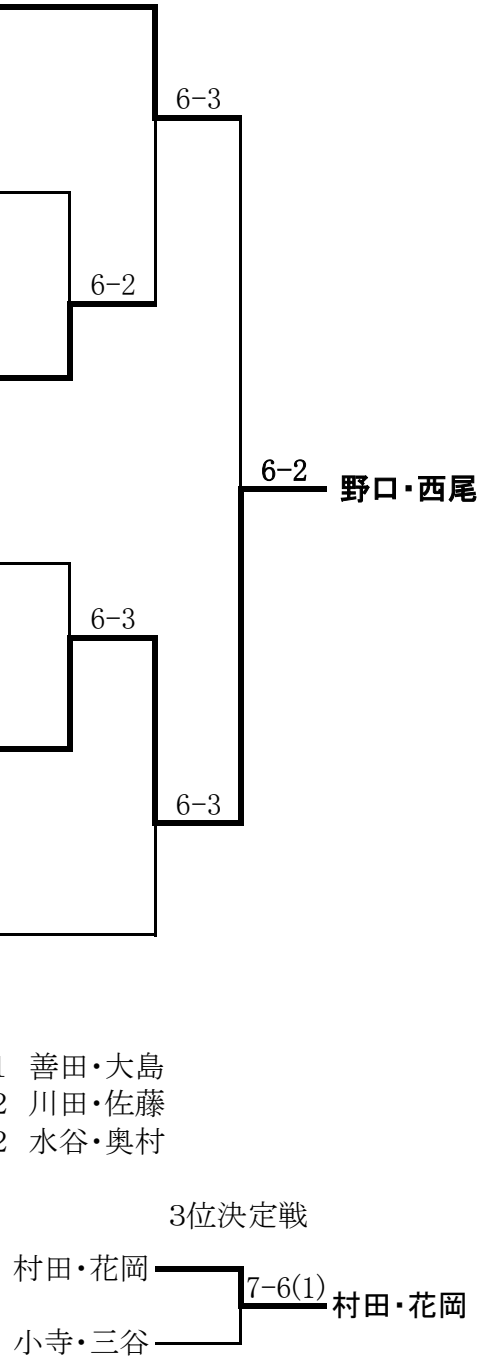 6-3
6-2
6-2 野口・西尾
6-3
6-3
1 善田・大島
2 川田・佐藤
2 水谷・奥村
3位決定戦
村田・花岡
7-6(1) 村田・花岡
小寺・三谷